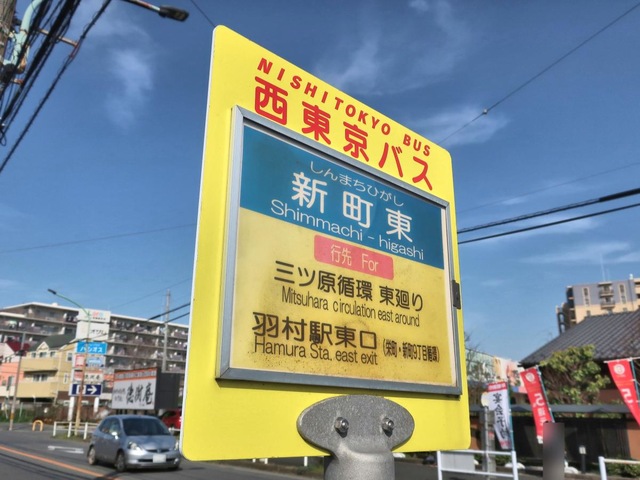 NISHITOKYO BUS
西東京バス
しんまちひがし
新町東
Shimmachi - higashi
行先 For
三ツ原循環 東廻り
Mitsuhara circulation east around
羽村駅東口
Hamura Sta. east exit